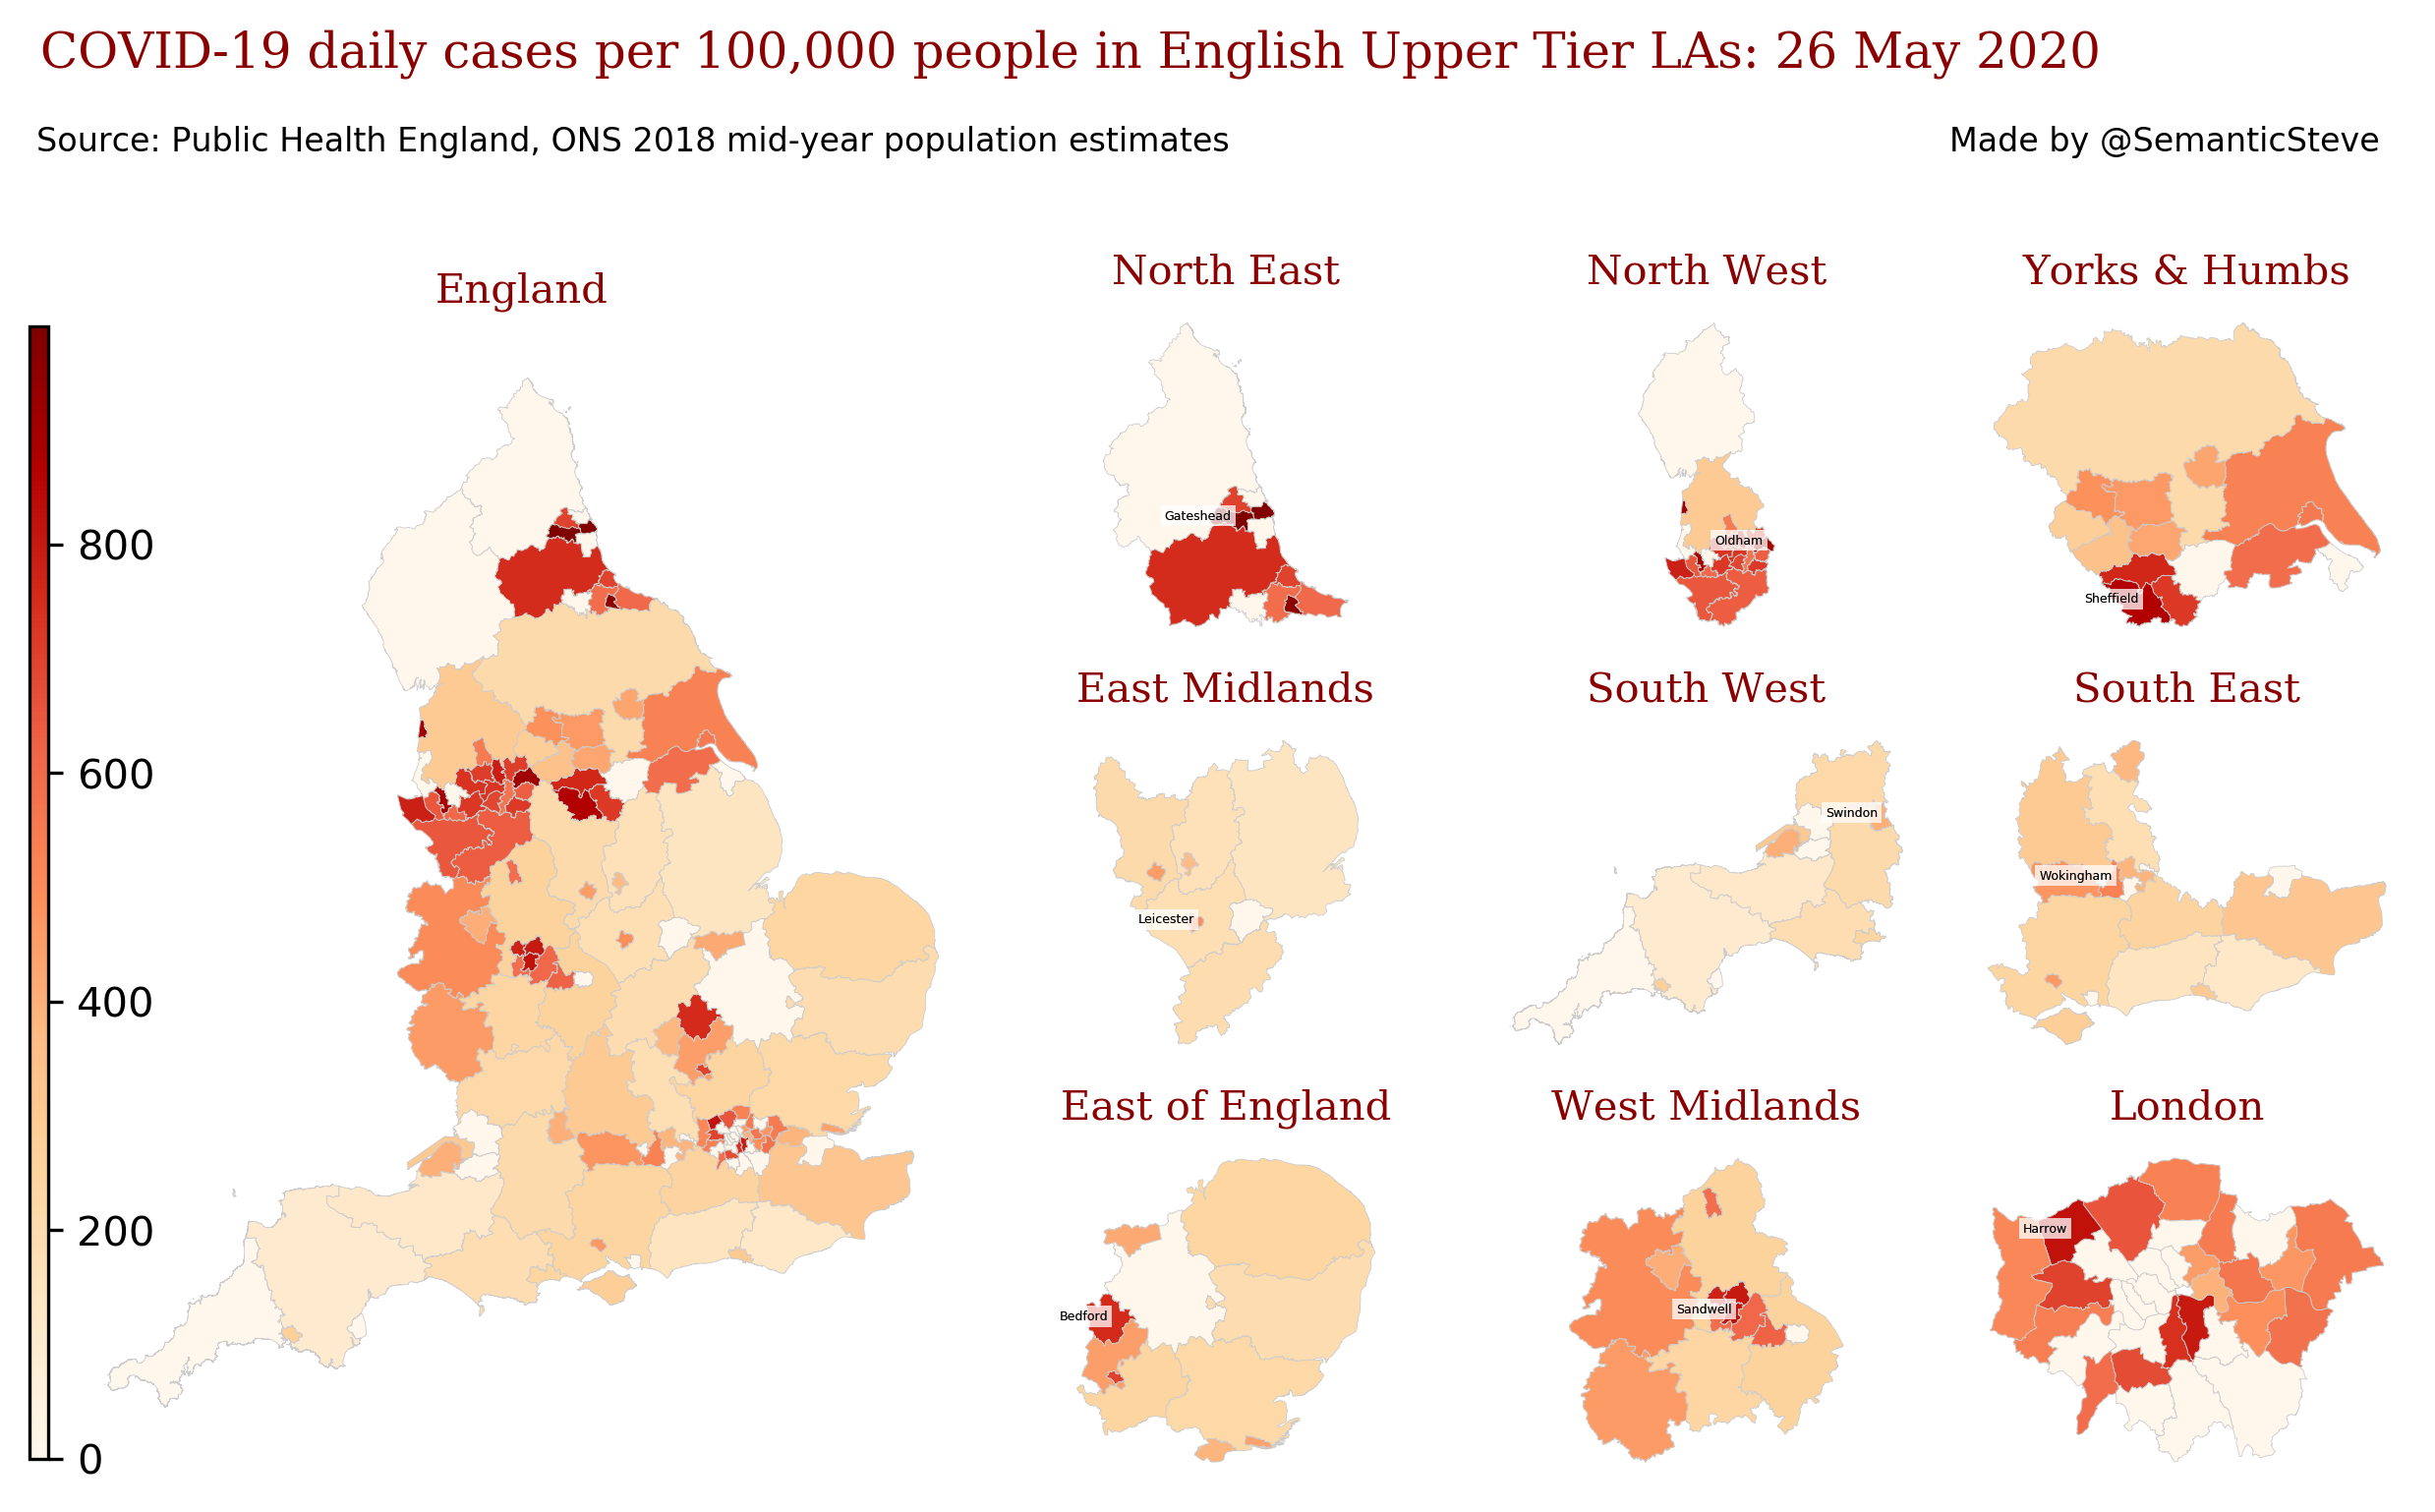 COVID-19 daily cases per 100,000 people in English Upper Tier LAs: 26 May 2020
Source: Public Health England, ONS 2018 mid-year population estimates
Made by @SemanticSteve
England
800
600
400
200
0
North East
Gateshead
North West
Oldham
Yorks & Humbs
Sheffield
East Midlands
Leicester
South West
Swindon
South East
Wokingham
East of England
Bedford
West Midlands
Sandwell
London
Harrow